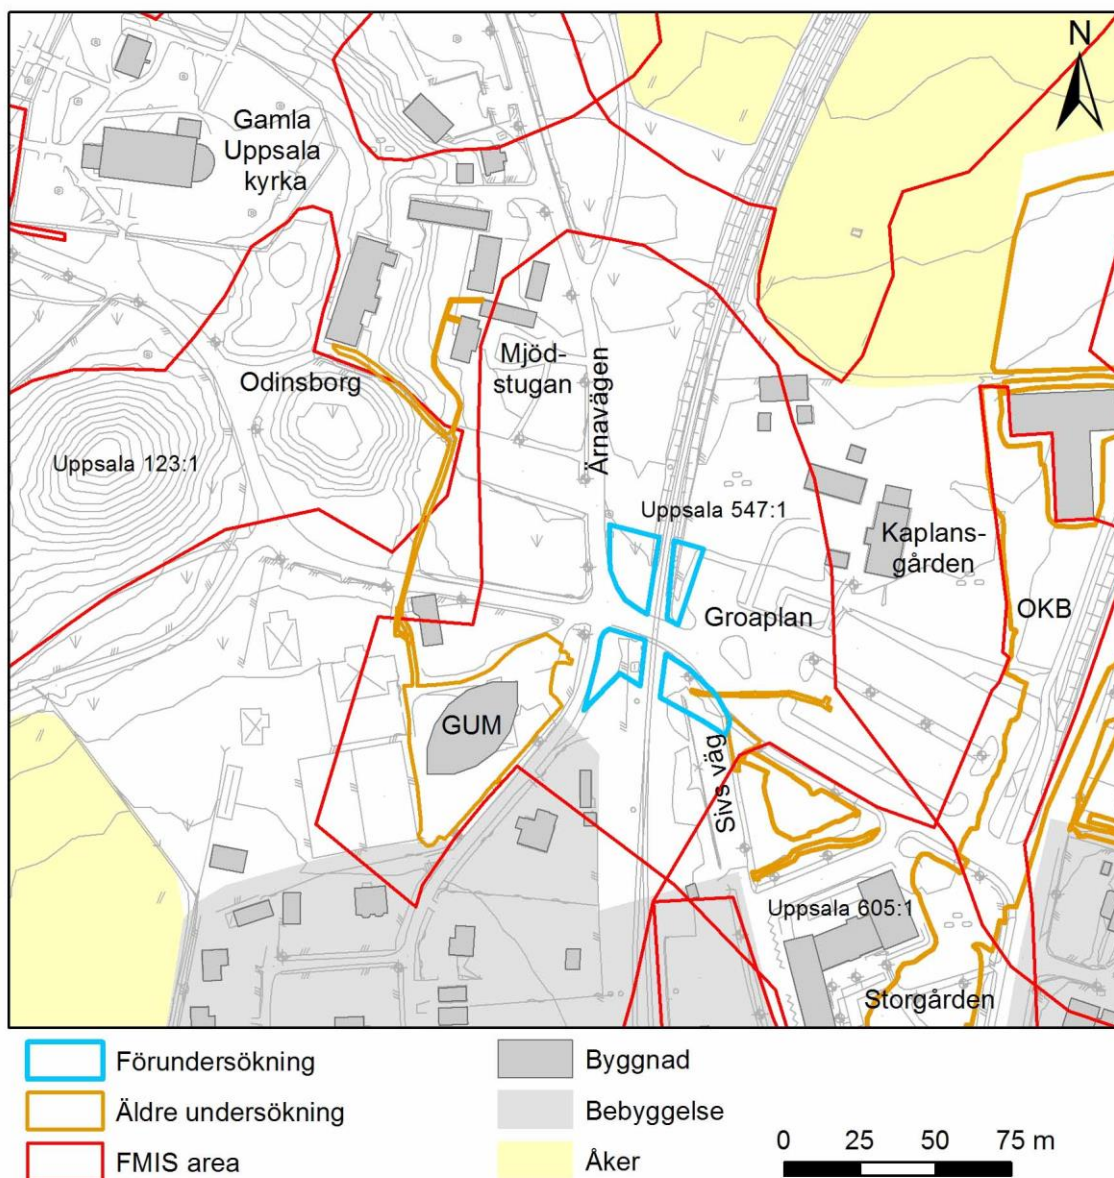 N
Gamla
Uppsala
kyrka
Mjöd-
stugan
Odinsborg
Ärnavägen
Uppsala 123:1
Uppsala 547:1
Kaplans-
gården
Groaplan
OKB
GUM
Sivs väg
Uppsala 605:1
Storgården
Förundersökning
Äldre undersökning
FMIS area
Byggnad
Bebyggelse
Åker
0 25 50 75 m